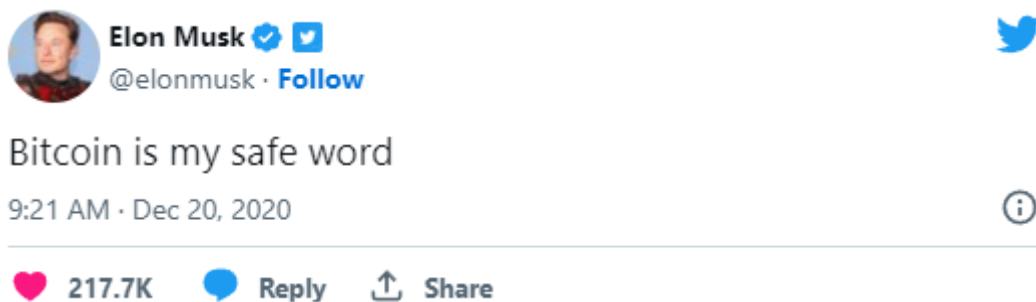 Elon Musk
@elonmusk · Follow
Bitcoin is my safe word
9:21 AM · Dec 20, 2020
217.7K Reply Share